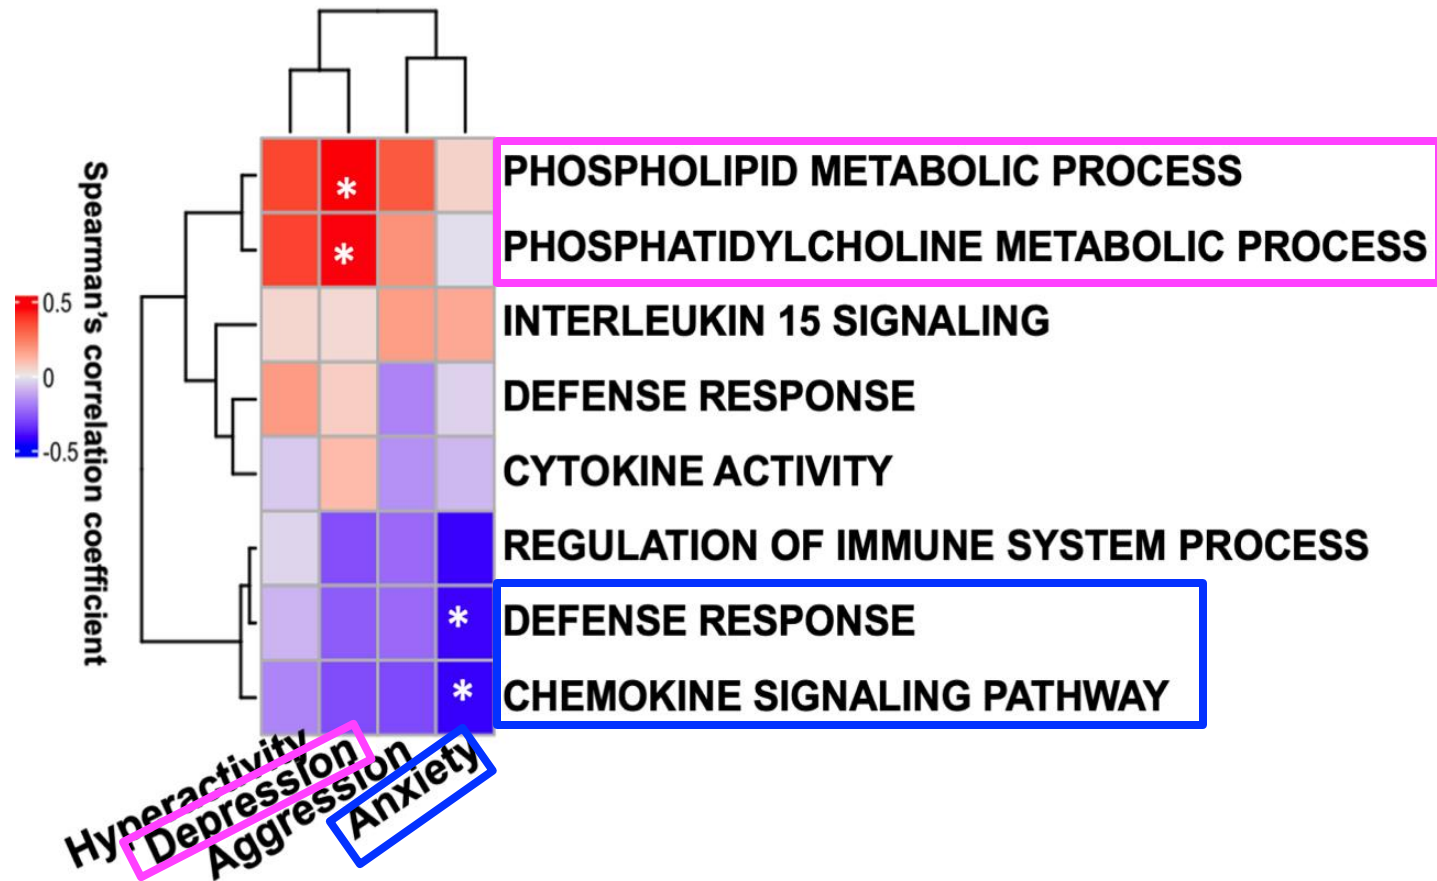 PHOSPHOLIPID METABOLIC PROCESS
PHOSPHATIDYLCHOLINE METABOLIC PROCESS
INTERLEUKIN 15 SIGNALING
DEFENSE RESPONSE
CYTOKINE ACTIVITY
REGULATION OF IMMUNE SYSTEM PROCESS
DEFENSE RESPONSE
CHEMOKINE SIGNALING PATHWAY
*
*
*
*
Spearman's correlation coefficient
0.5
0
-0.5
Hyperactivity
Depression
Aggression
Anxiety